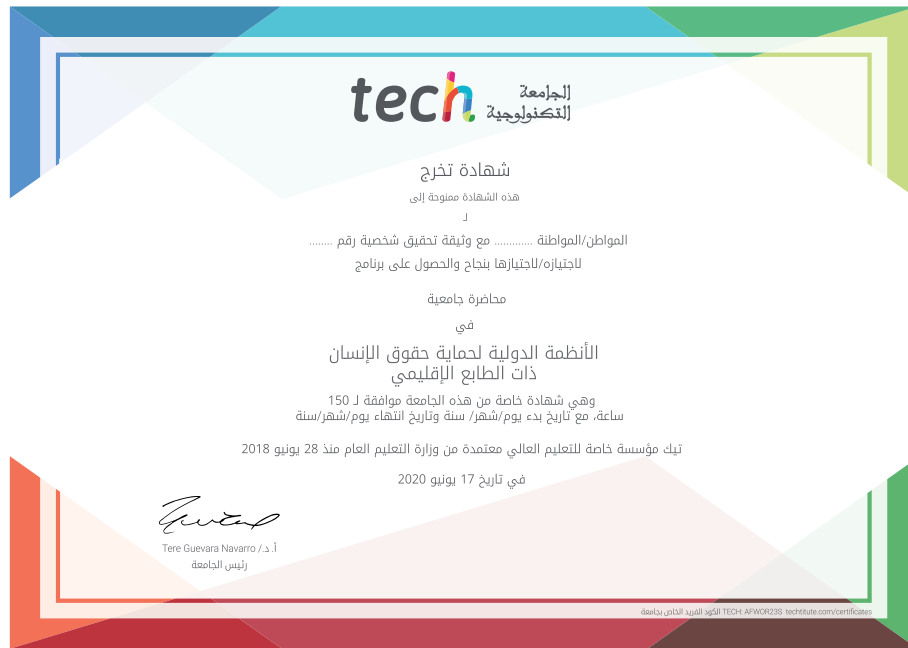 tech الجامعة
التكنولوجية
شهادة تخرج
هذه الشهادة ممنوحة إلى
لـ
المواطن/المواطنة ............. مع وثيقة تحقيق شخصية رقم ........
لاجتيازه/لاجتيازها بنجاح والحصول على برنامج
محاضرة جامعية
في
الأنظمة الدولية لحماية حقوق الإنسان
ذات الطابع الإقليمي
وهي شهادة خاصة من هذه الجامعة موافقة لـ 150
ساعة، مع تاريخ بدء يوم/شهر/ سنة وتاريخ انتهاء يوم/شهر/سنة
تيك مؤسسة خاصة للتعليم العالي معتمدة من وزارة التعليم العام منذ 28 يونيو 2018
في تاريخ 17 يونيو 2020
أ. د./ Tere Guevara Navarro
رئيس الجامعة
الكود الفريد الخاص بجامعة TECH: AFWOR23S techtitute.com/certificates